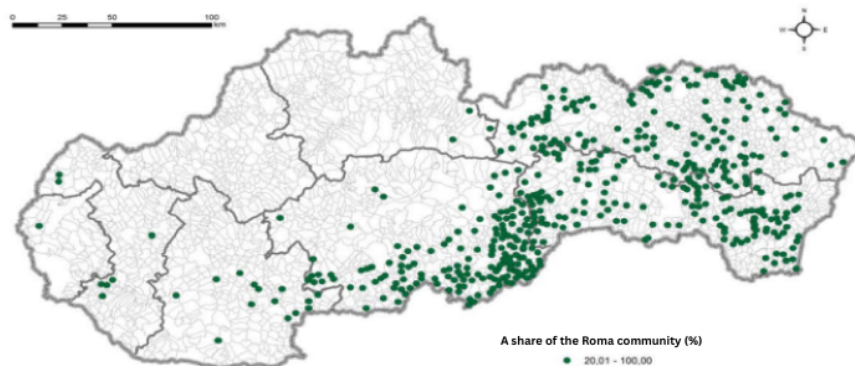 0 25 50 100
km
N
W E
S
A share of the Roma community (%)
20,01 - 100,00